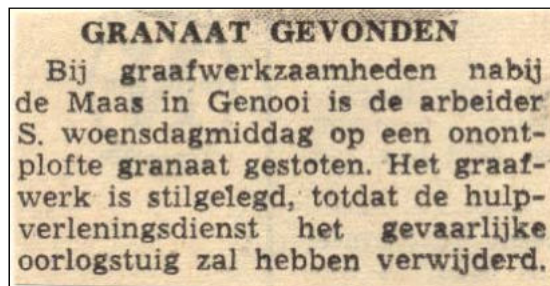 GRANAAT GEVONDEN
Bij graafwerkzaamheden nabij
de Maas in Genooi is de arbeider
S. woensdagmiddag op een onont-
plofte granaat gestoten. Het graaf-
werk is stilgelegd, totdat de hulp-
verleningsdienst het gevaarlijke
oorlogstuig zal hebben verwijderd.